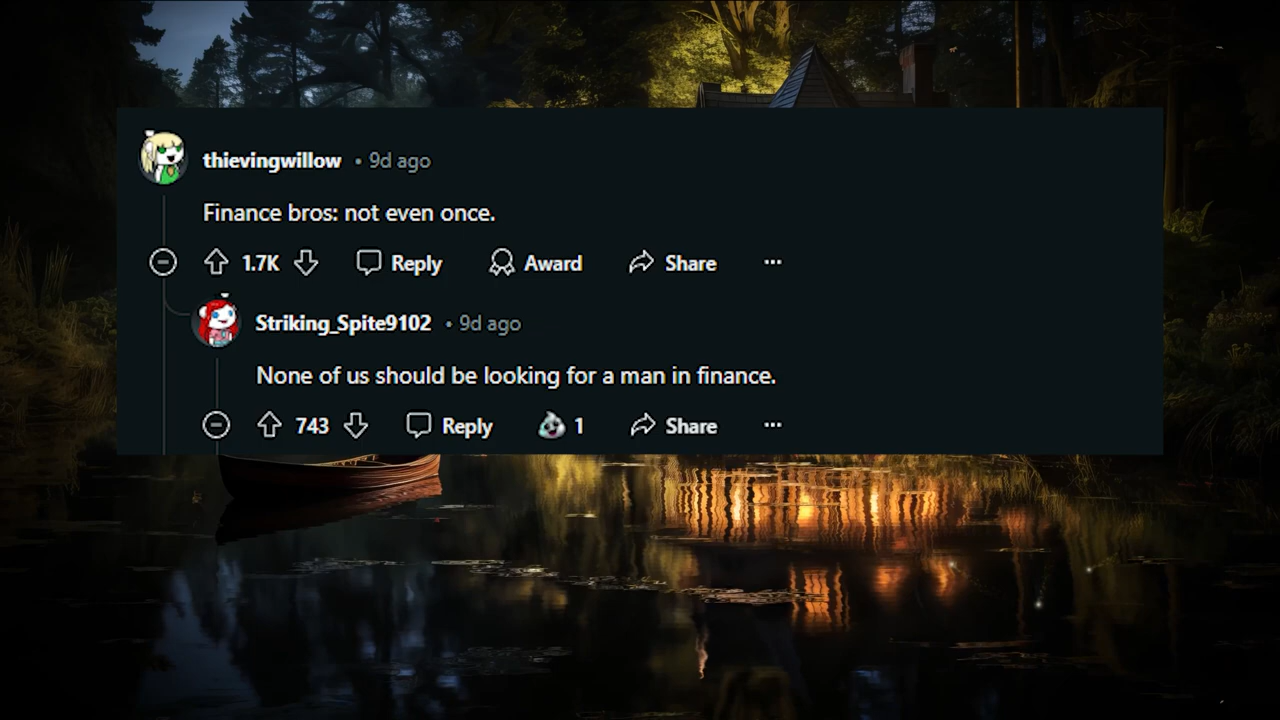 thievingwillow • 9d ago
Finance bros: not even once.
1.7K Reply Award Share ...
Striking_Spite9102 • 9d ago
None of us should be looking for a man in finance.
743 Reply 1 Share ...